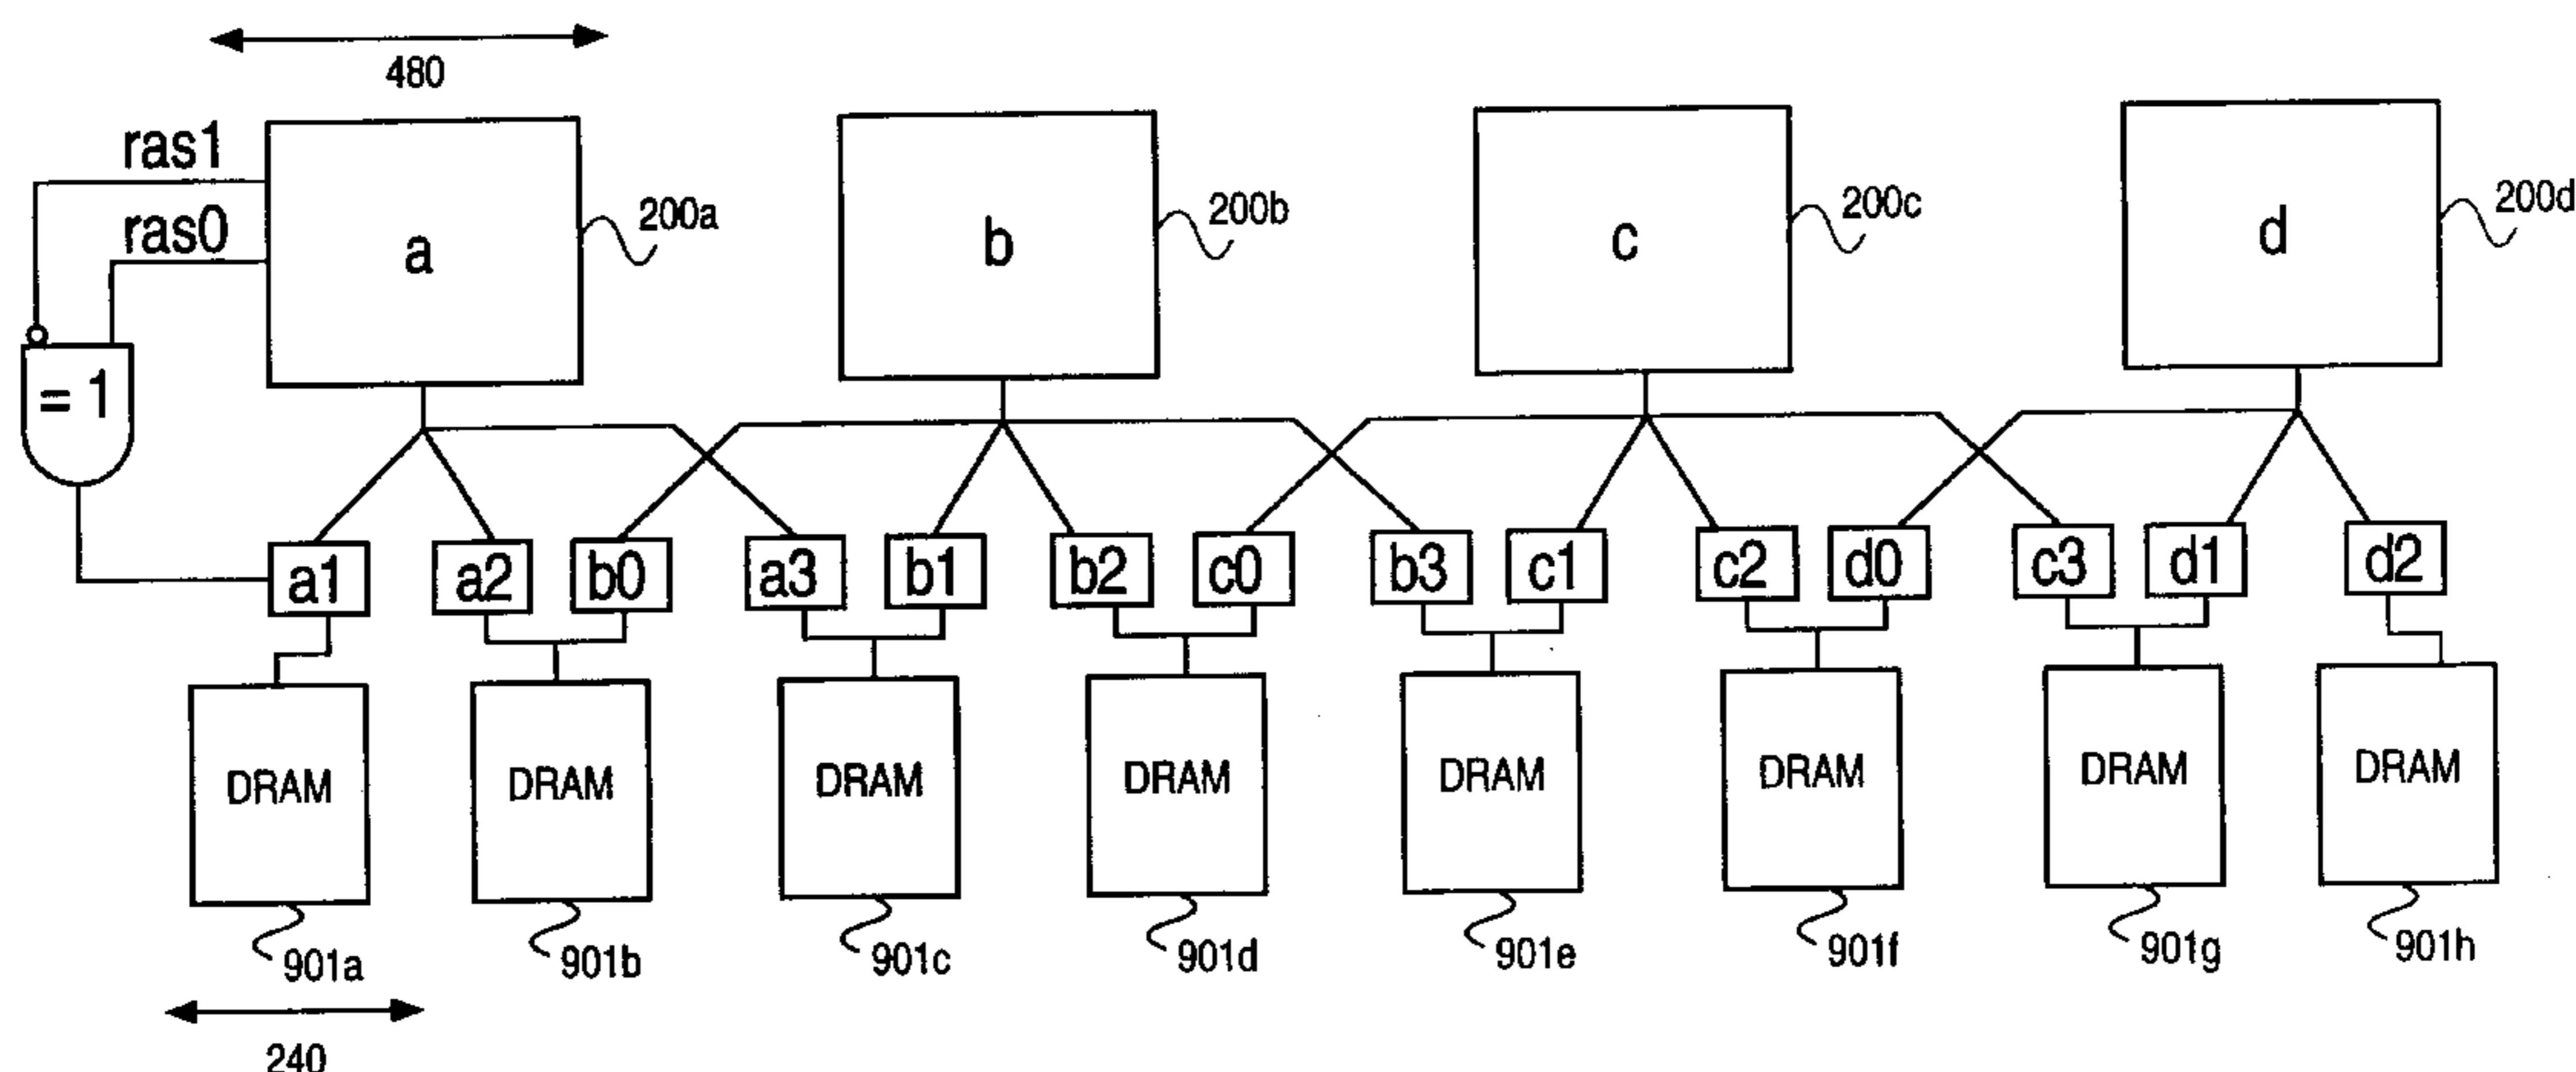 480
ras1
ras0
a
200a
b
200b
c
200c
d
200d
= 1
a1
a2
b0
a3
b1
b2
c0
b3
c1
c2
d0
c3
d1
d2
DRAM
DRAM
DRAM
DRAM
DRAM
DRAM
DRAM
DRAM
901a
901b
901c
901d
901e
901f
901g
901h
240